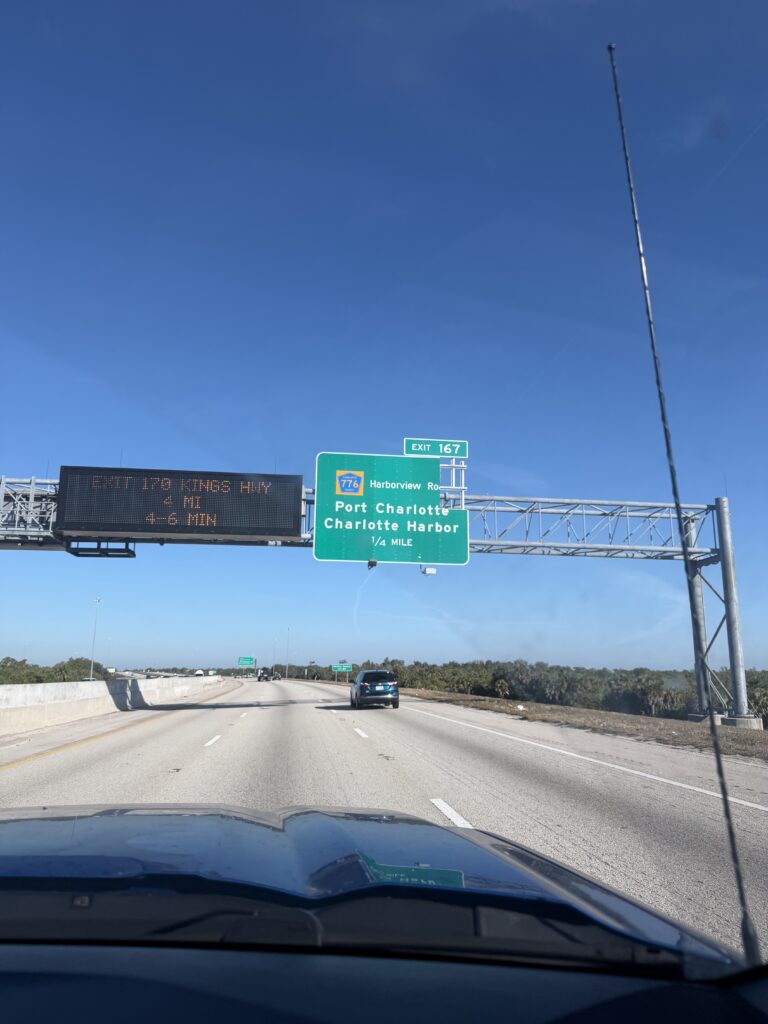 EXIT 170 KINGS HWY
4 MI
4-6 MIN
EXIT 167
776 Harborview Rd
Port Charlotte
Charlotte Harbor
1/4 MILE